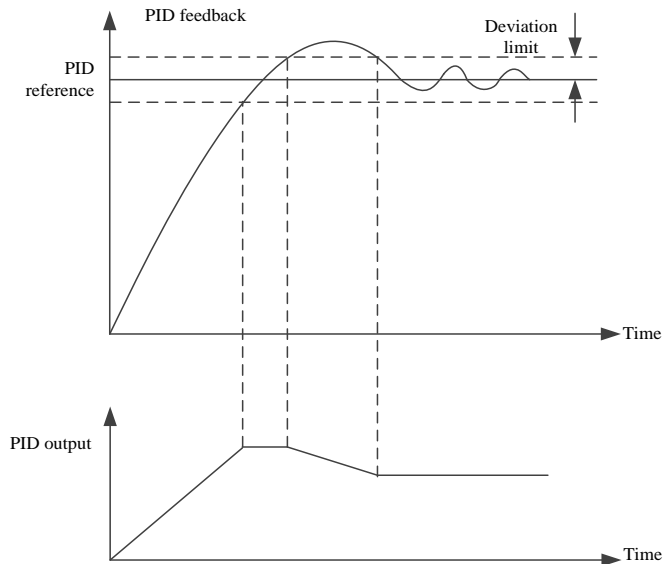 PID feedback
Deviation
limit
PID
reference
Time
PID output
Time